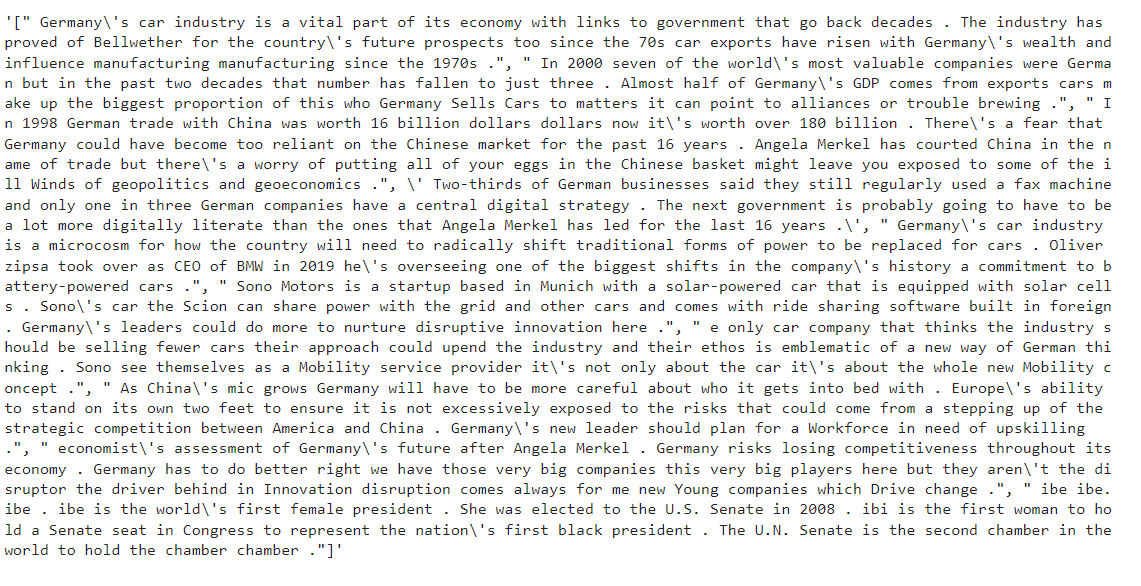 '[" Germany\'s car industry is a vital part of its economy with links to government that go back decades . The industry has
proved of Bellwether for the country\'s future prospects too since the 70s car exports have risen with Germany\'s wealth and
influence manufacturing manufacturing since the 1970s .", " In 2000 seven of the world\'s most valuable companies were Germa
n but in the past two decades that number has fallen to just three . Almost half of Germany\'s GDP comes from exports cars m
ake up the biggest proportion of this who Germany Sells Cars to matters it can point to alliances or trouble brewing .", " I
n 1998 German trade with China was worth 16 billion dollars dollars now it\'s worth over 180 billion . There\'s a fear that
Germany could have become too reliant on the Chinese market for the past 16 years . Angela Merkel has courted China in the n
ame of trade but there\'s a worry of putting all of your eggs in the Chinese basket might leave you exposed to some of the i
ll Winds of geopolitics and geoeconomics .", \' Two-thirds of German businesses said they still regularly used a fax machine
and only one in three German companies have a central digital strategy . The next government is probably going to have to be
a lot more digitally literate than the ones that Angela Merkel has led for the last 16 years .\', " Germany\'s car industry
is a microcosm for how the country will need to radically shift traditional forms of power to be replaced for cars . Oliver
zipsa took over as CEO of BMW in 2019 he\'s overseeing one of the biggest shifts in the company\'s history a commitment to b
attery-powered cars .", " Sono Motors is a startup based in Munich with a solar-powered car that is equipped with solar cell
s . Sono\'s car the Scion can share power with the grid and other cars and comes with ride sharing software built in foreign
. Germany\'s leaders could do more to nurture disruptive innovation here .", " e only car company that thinks the industry s
hould be selling fewer cars their approach could upend the industry and their ethos is emblematic of a new way of German thi
nking . Sono see themselves as a Mobility service provider it\'s not only about the car it\'s about the whole new Mobility c
oncept .", " As China\'s mic grows Germany will have to be more careful about who it gets into bed with . Europe\'s ability
to stand on its own two feet to ensure it is not excessively exposed to the risks that could come from a stepping up of the
strategic competition between America and China . Germany\'s new leader should plan for a Workforce in need of upskilling
.", " economist\'s assessment of Germany\'s future after Angela Merkel . Germany risks losing competitiveness throughout its
economy . Germany has to do better right we have those very big companies this very big players here but they aren\'t the di
sruptor the driver behind in Innovation disruption comes always for me new Young companies which Drive change .", " ibe ibe.
ibe . ibe is the world\'s first female president . She was elected to the U.S. Senate in 2008 . ibi is the first woman to ho
ld a Senate seat in Congress to represent the nation\'s first black president . The U.N. Senate is the second chamber in the
world to hold the chamber chamber ."]'